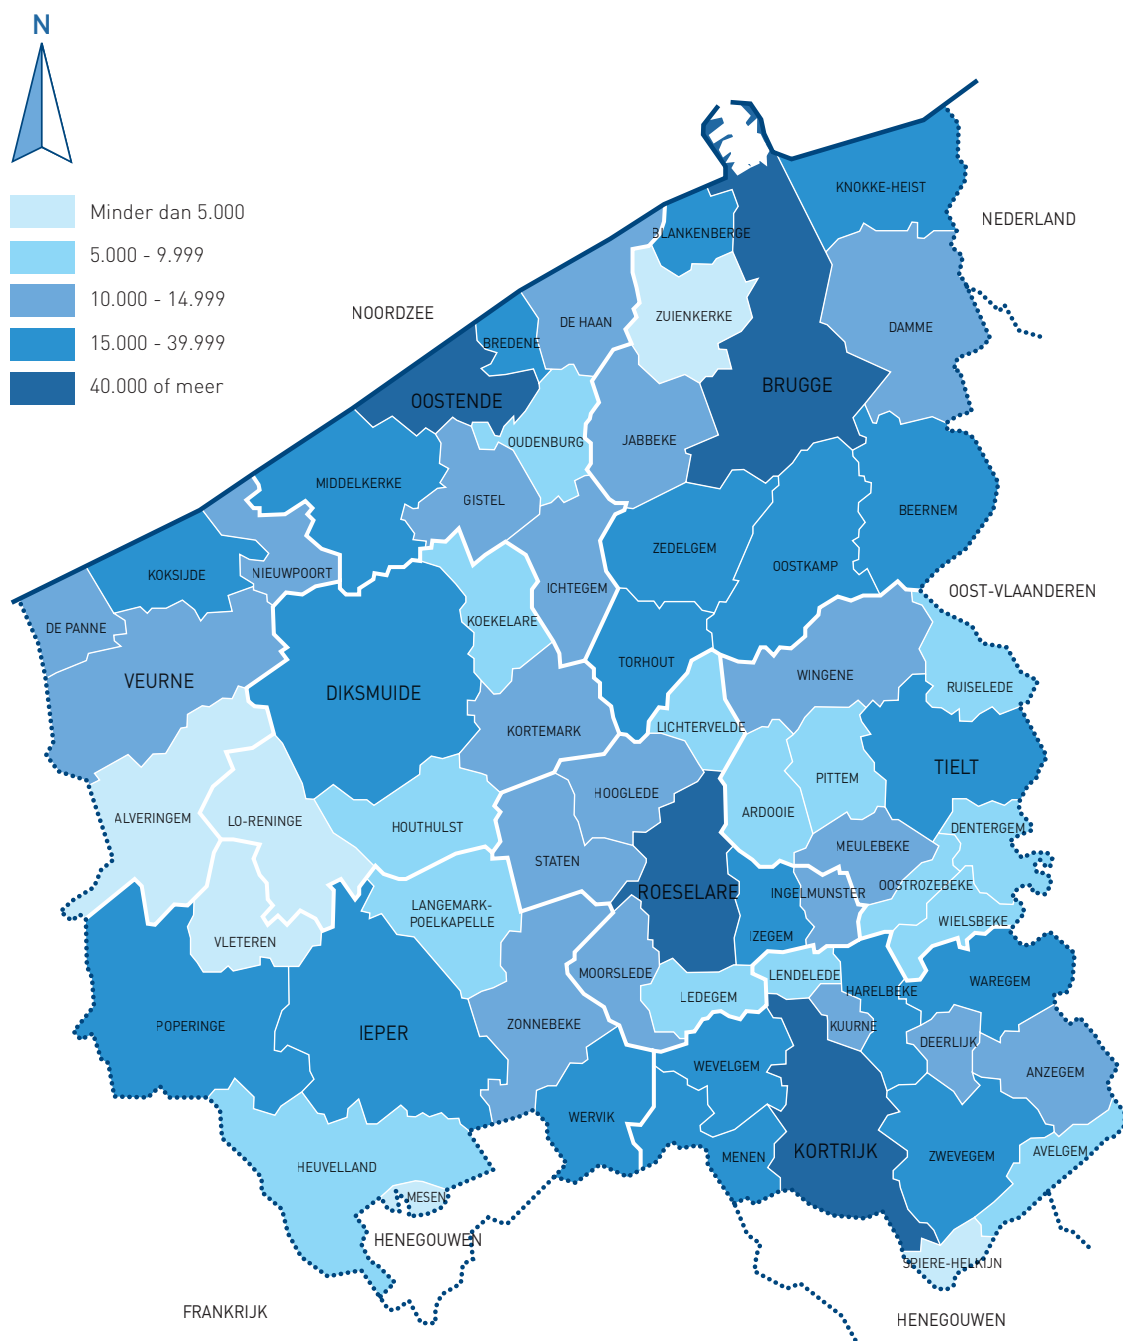 N
Minder dan 5.000
5.000 - 9.999
10.000 - 14.999
15.000 - 39.999
40.000 of meer
KNOKKE-HEIST
NEDERLAND
BLANKENBERGE
NOORDZEE
DE HAAN
ZUIENKERKE
DAMME
BREDENE
BRUGGE
OOSTENDE
OUDENBURG
JABBEKE
MIDDELKERKE
GISTEL
BEERNEM
ZEDELGEM
OOSTKAMP
KOKSIJDE
NIEUWPOORT
ICHTEGEM
OOST-VLAANDEREN
KOEKELARE
DE PANNE
TORHOUT
WINGENE
VEURNE
DIKSMUIDE
RUISELEDE
KORTEMARK
LICHTERVELDE
TIELT
PITTEM
HOOGLEDE
ARDOOIE
ALVERINGEM
LO-RENINGE
HOUTHULST
DENTERGEM
MEULEBEKE
STATEN
ROESELARE
INGELMUNSTER
OOSTROZEBEKE
LANGEMARK-
POELKAPELLE
WIELSBEKE
IZEGEM
VLETEREN
MOORSLEDE
LENDELEDE
WAREGEM
HARELBEKE
LEDEGEM
POPERINGE
IEPER
ZONNEBEKE
KUURNE
DEERLIJK
WEVELGEM
ANZEGEM
WERVIK
KORTRIJK
AVELGEM
MENEN
ZWEVEGEM
HEUVELLAND
MESEN
HENEGOUWEN
SPIERE-HELKIJN
FRANKRIJK
HENEGOUWEN